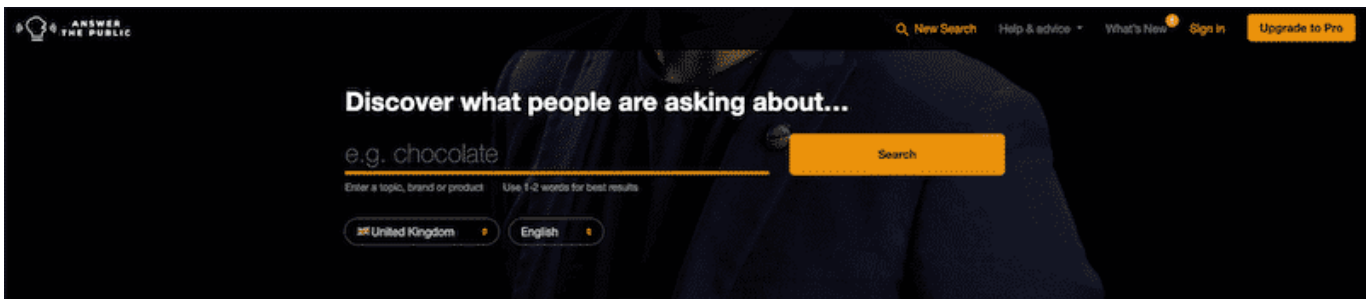 ANSWER
THE PUBLIC
New Search
Help & advice
What's New
Sign In
Upgrade to Pro
Discover what people are asking about...
e.g. chocolate
Search
Enter a topic, brand or product
Use 1-2 words for best results
United Kingdom
English